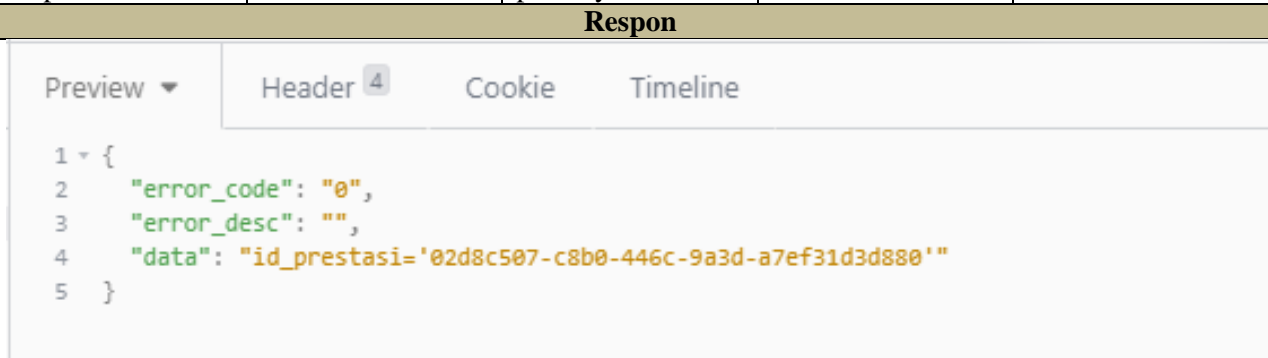 Respon
Preview Header 4 Cookie Timeline
1 {
2 "error_code": "0",
3 "error_desc": "",
4 "data": "id_prestasi='02d8c507-c8b0-446c-9a3d-a7ef31d3d880'"
5 }